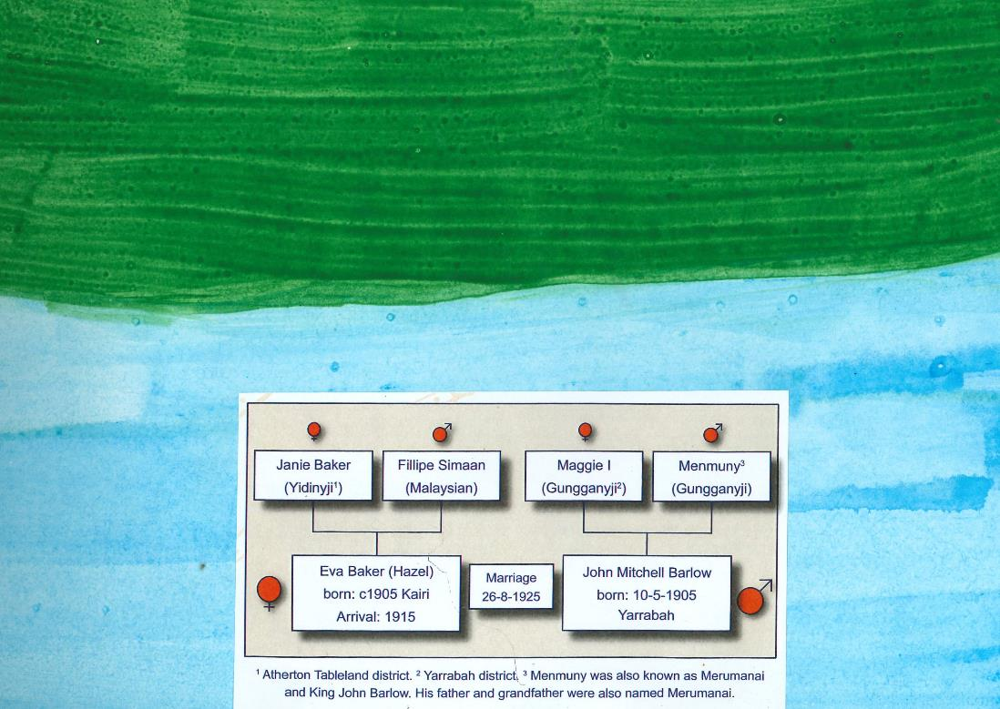 Janie Baker
(Yidinyji¹)
Fillipe Simaan
(Malaysian)
Maggie I
(Gungganyji²)
Menmuny³
(Gungganyji)
Eva Baker (Hazel)
born: c1905 Kairi
Arrival: 1915
Marriage
26-8-1925
John Mitchell Barlow
born: 10-5-1905
Yarrabah
¹ Atherton Tableland district. ² Yarrabah district. ³ Menmuny was also known as Merumanai
and King John Barlow. His father and grandfather were also named Merumanai.